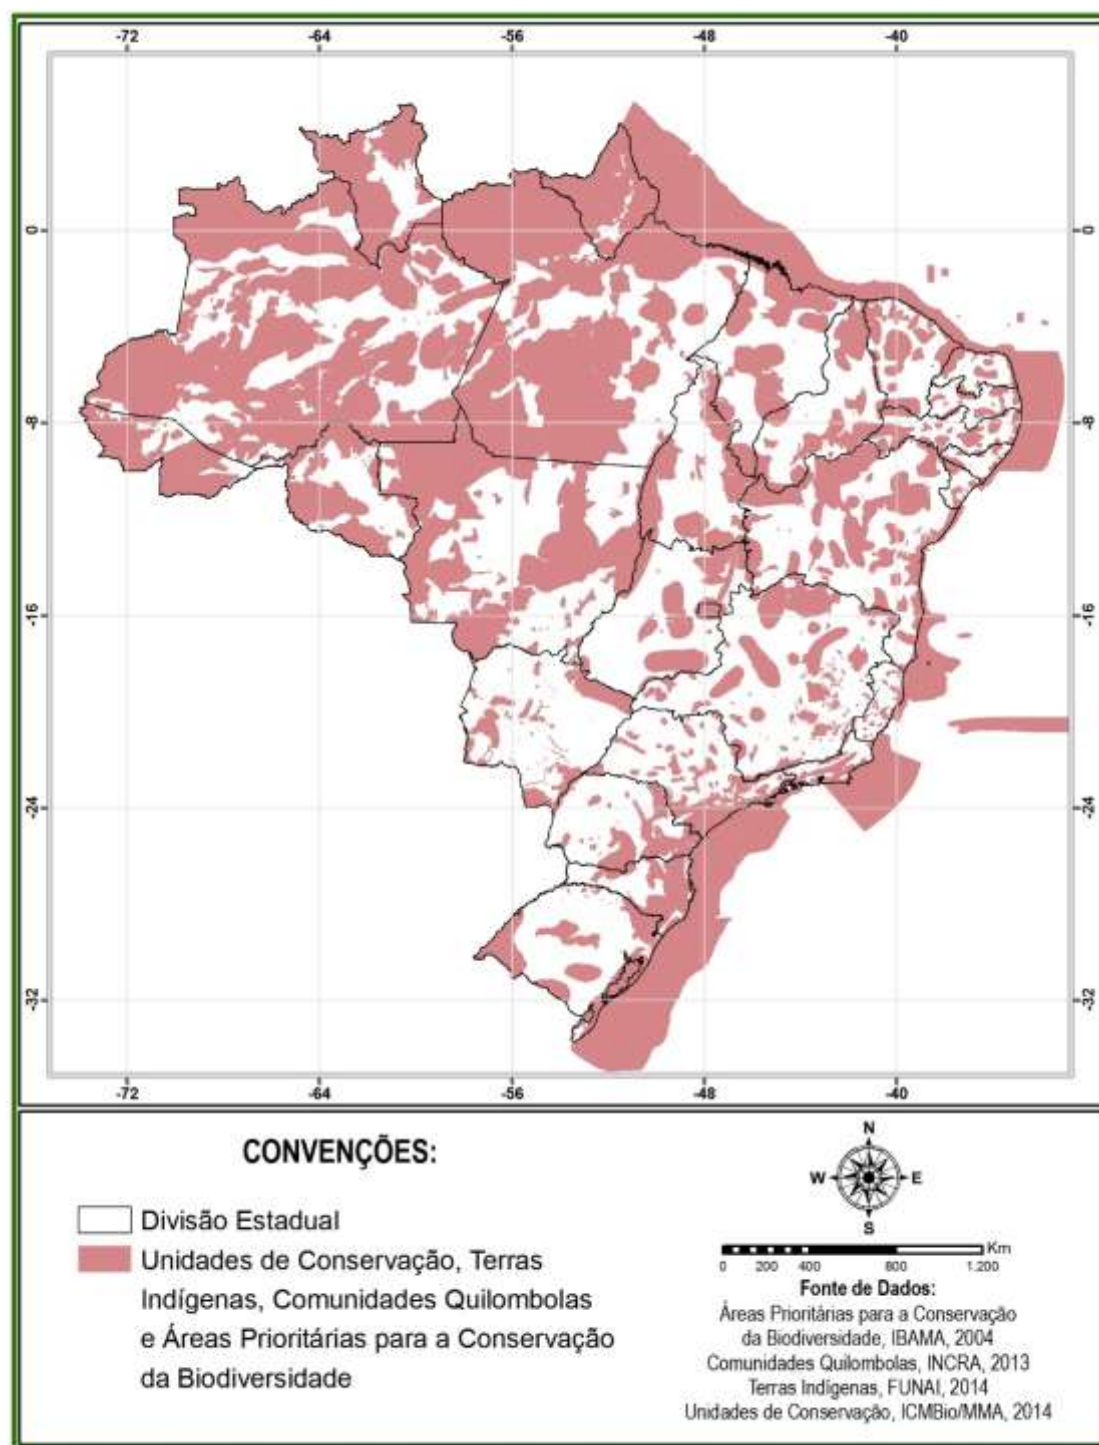 -72 -64 -56 -48 -40
0 0
-8 -8
-16 -16
-24 -24
-32 -32
-72 -64 -56 -48 -40
CONVENÇÕES:
Divisão Estadual
Unidades de Conservação, Terras
Indígenas, Comunidades Quilombolas
e Áreas Prioritárias para a Conservação
da Biodiversidade
N
W E
S
Km
0 200 400 800 1.200
Fonte de Dados:
Áreas Prioritárias para a Conservação
da Biodiversidade, IBAMA, 2004
Comunidades Quilombolas, INCRA, 2013
Terras Indígenas, FUNAI, 2014
Unidades de Conservação, ICMBio/MMA, 2014